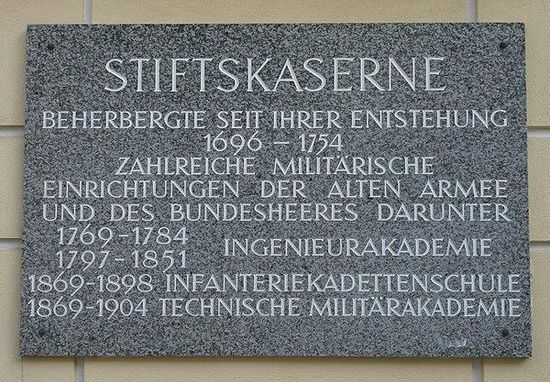 STIFTSKASERNE
BEHERBERGTE SEIT IHRER ENTSTEHUNG
1696 – 1754
ZAHLREICHE MILITÄRISCHE
EINRICHTUNGEN DER ALTEN ARMEE
UND DES BUNDESHEERES DARUNTER
1769-1784
1797-1851 INGENIEURAKADEMIE
1869-1898 INFANTERIEKADETTENSCHULE
1869-1904 TECHNISCHE MILITÄRAKADEMIE